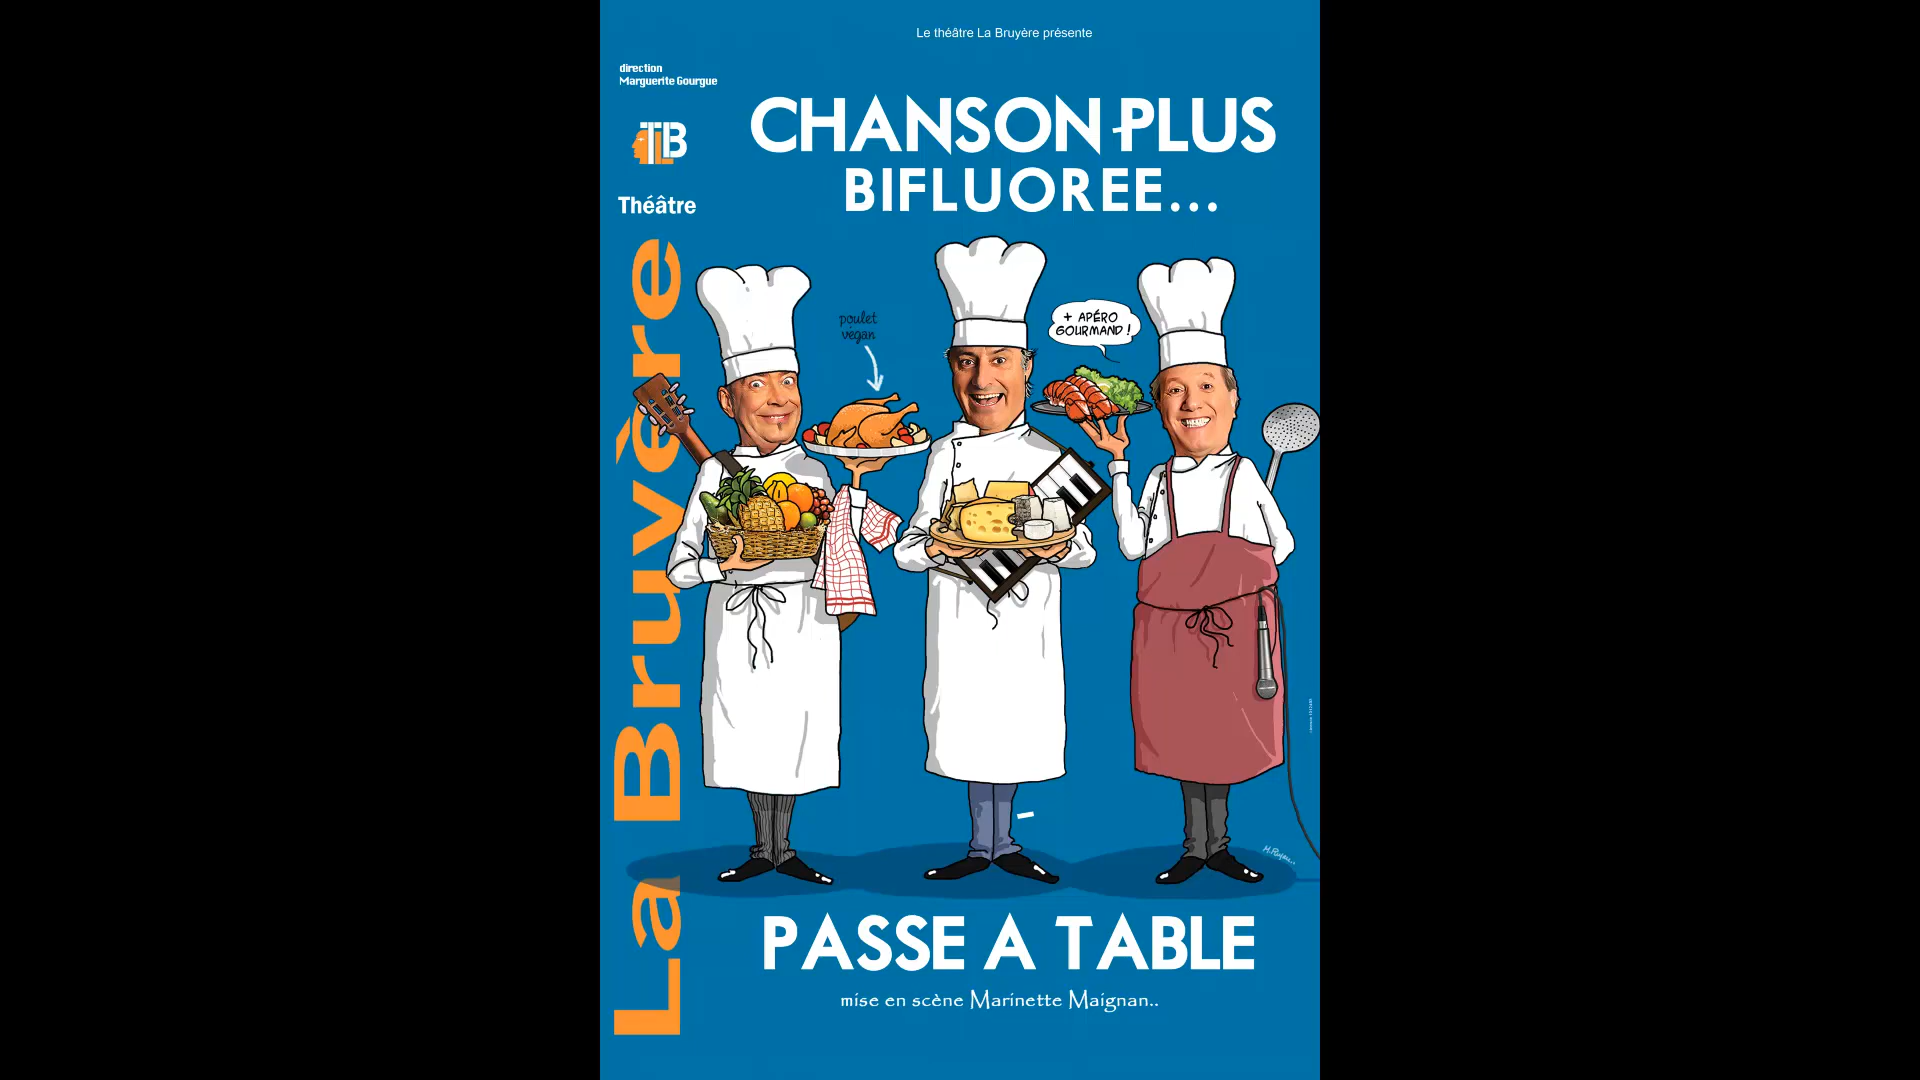 Le théâtre La Bruyère présente
direction
Marguerite Gourgue
TLB
Théâtre
La Bruyère
CHANSON PLUS
BIFLUOREE...
poulet
végan
+ APÉRO
GOURMAND !
PASSE A TABLE
mise en scène Marinette Maignan..